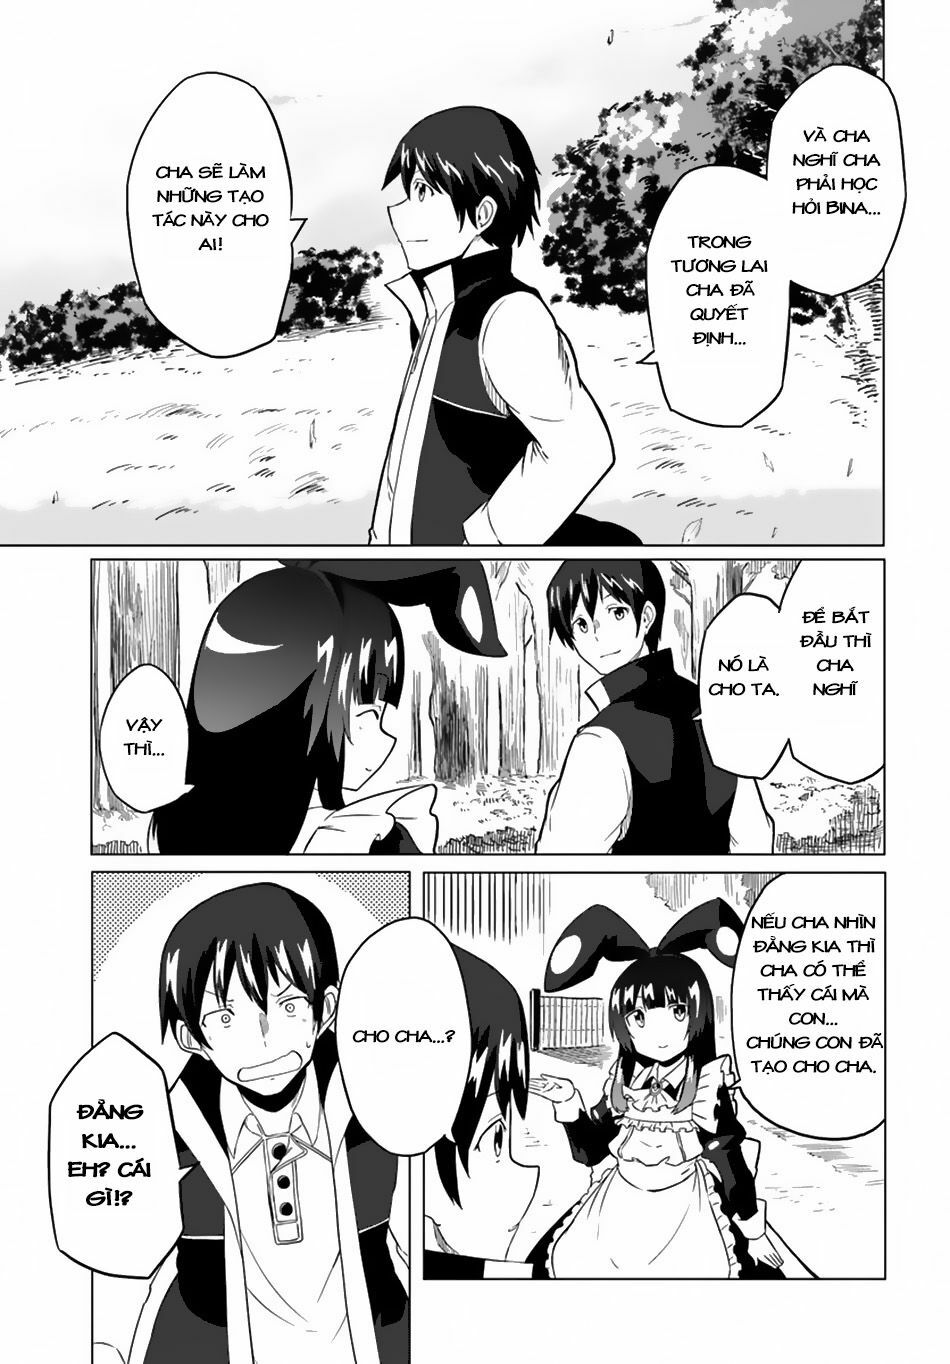 VÀ CHA
NGHĨ CHA
PHẢI HỌC
HỎI BINA...
TRONG
TƯƠNG LAI
CHA ĐÃ
QUYẾT
ĐỊNH...
CHA SẼ LÀM
NHỮNG TẠO
TÁC NÀY CHO
AI!
ĐỂ BẮT
ĐẦU THÌ
CHA
NGHĨ
NÓ LÀ
CHO TA.
VẬY
THÌ...
NẾU CHA NHÌN
ĐẰNG KIA THÌ
CHA CÓ THỂ
THẤY CÁI MÀ
CON...
CHÚNG CON ĐÃ
TẠO CHO CHA.
CHO CHA...?
ĐẰNG
KIA...
EH? CÁI
GÌ!?